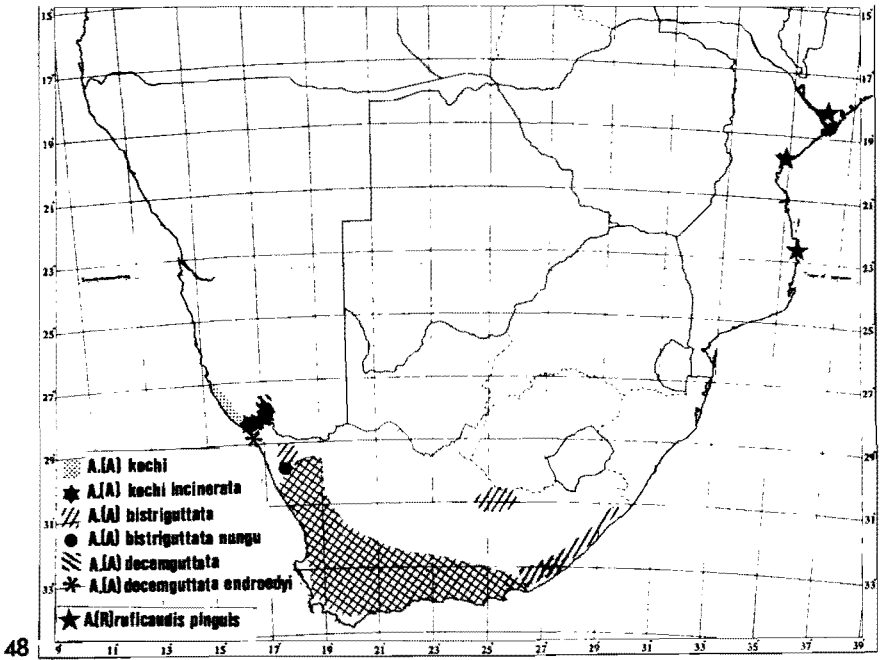 15° 15°
17 17
19 19
21 21
23 23
25 25
27 27
29 29
31 31
33 33
A.(A) kochi
A.(A) kochi incinerata
A.(A) bistriguttata
A.(A) bistriguttata nungu
A.(A) decemguttata
A.(A) decemguttata endroedyi
A(R)ruficaudis pinguis
48
9 11 13 15 17 19 21 23 25 27 29 31 33 35 37 39